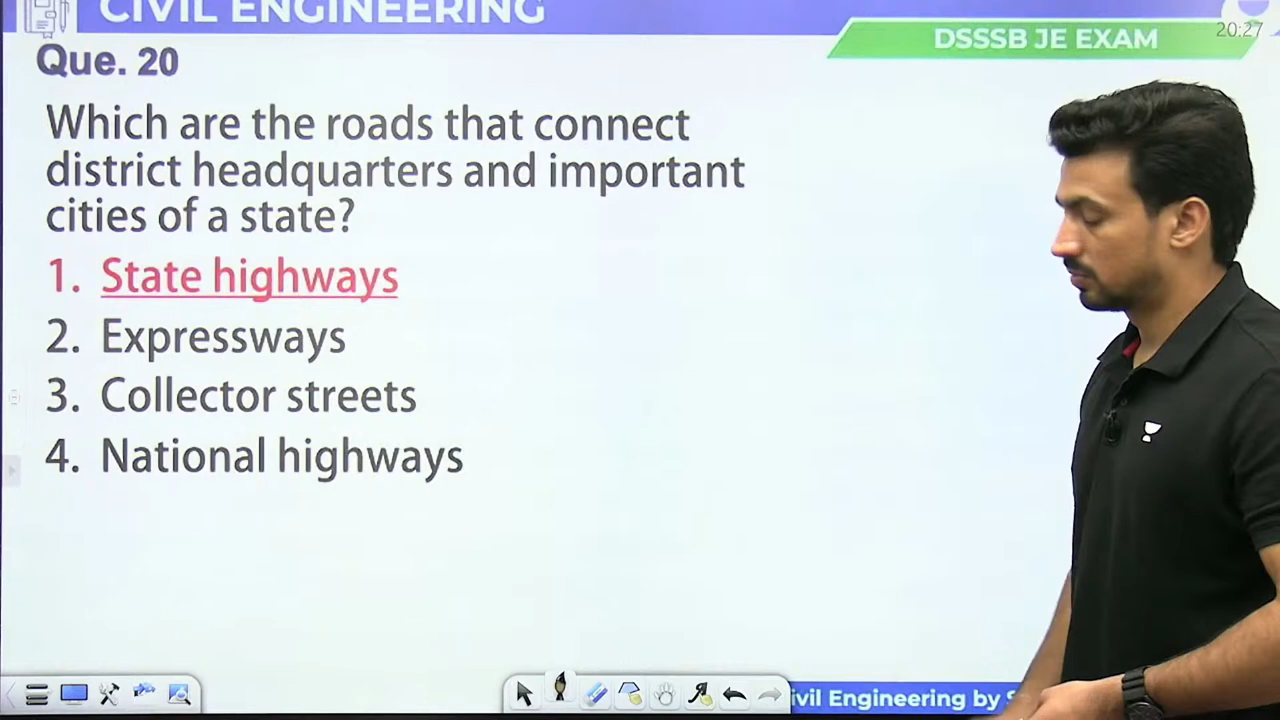 CIVIL ENGINEERING
DSSSB JE EXAM
20:27
Que. 20
Which are the roads that connect
district headquarters and important
cities of a state?
1. State highways
2. Expressways
3. Collector streets
4. National highways
Engineering by